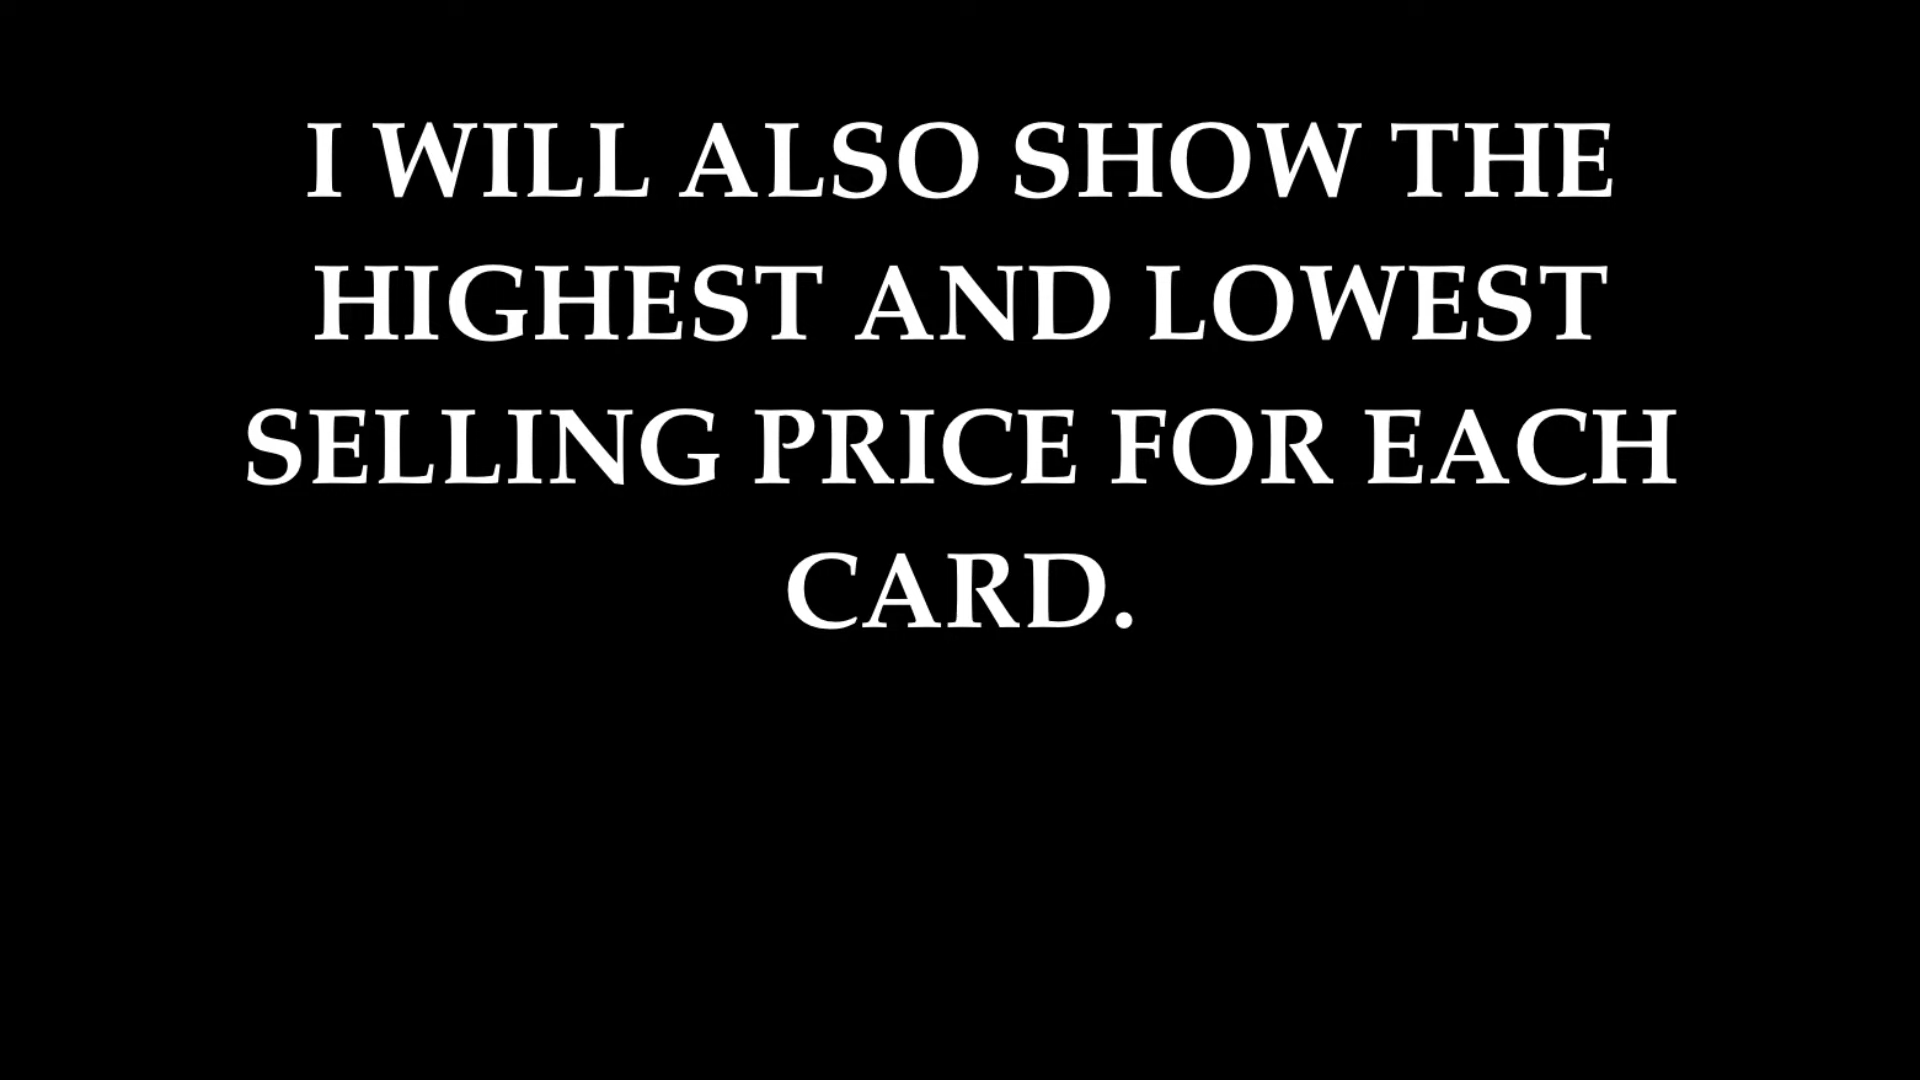 I WILL ALSO SHOW THE
HIGHEST AND LOWEST
SELLING PRICE FOR EACH
CARD.